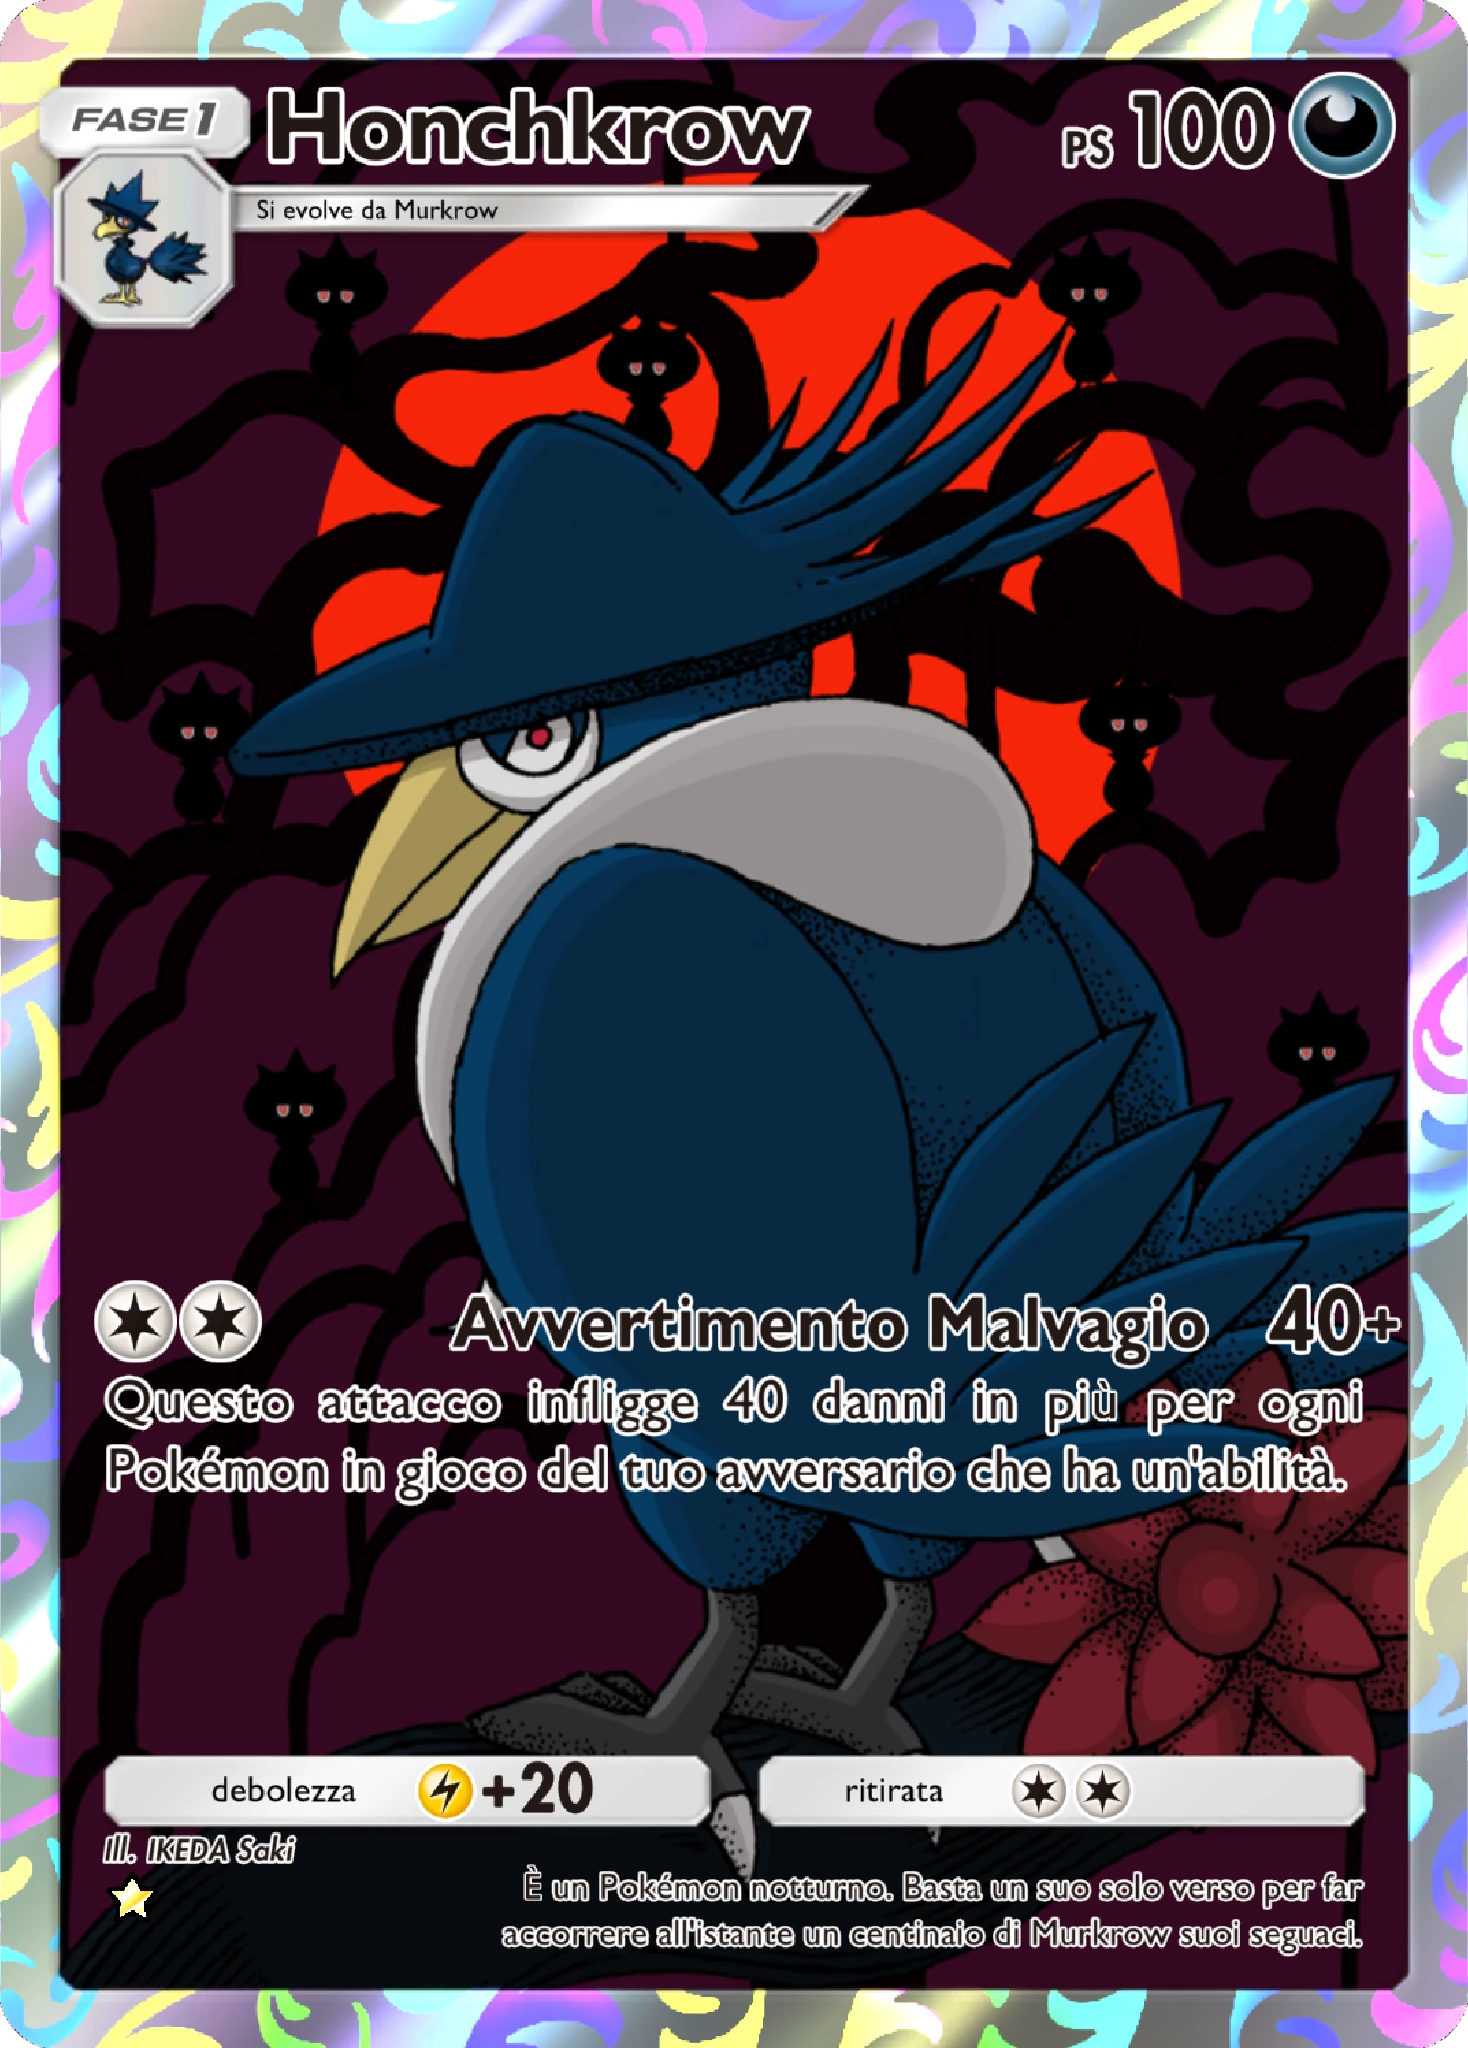 FASE 1
Honchkrow
PS 100
Si evolve da Murkrow
Avvertimento Malvagio 40+
Questo attacco infligge 40 danni in più per ogni
Pokémon in gioco del tuo avversario che ha un'abilità.
debolezza +20
ritirata
Ill. IKEDA Saki
È un Pokémon notturno. Basta un suo solo verso per far
accorrere all'istante un centinaio di Murkrow suoi seguaci.